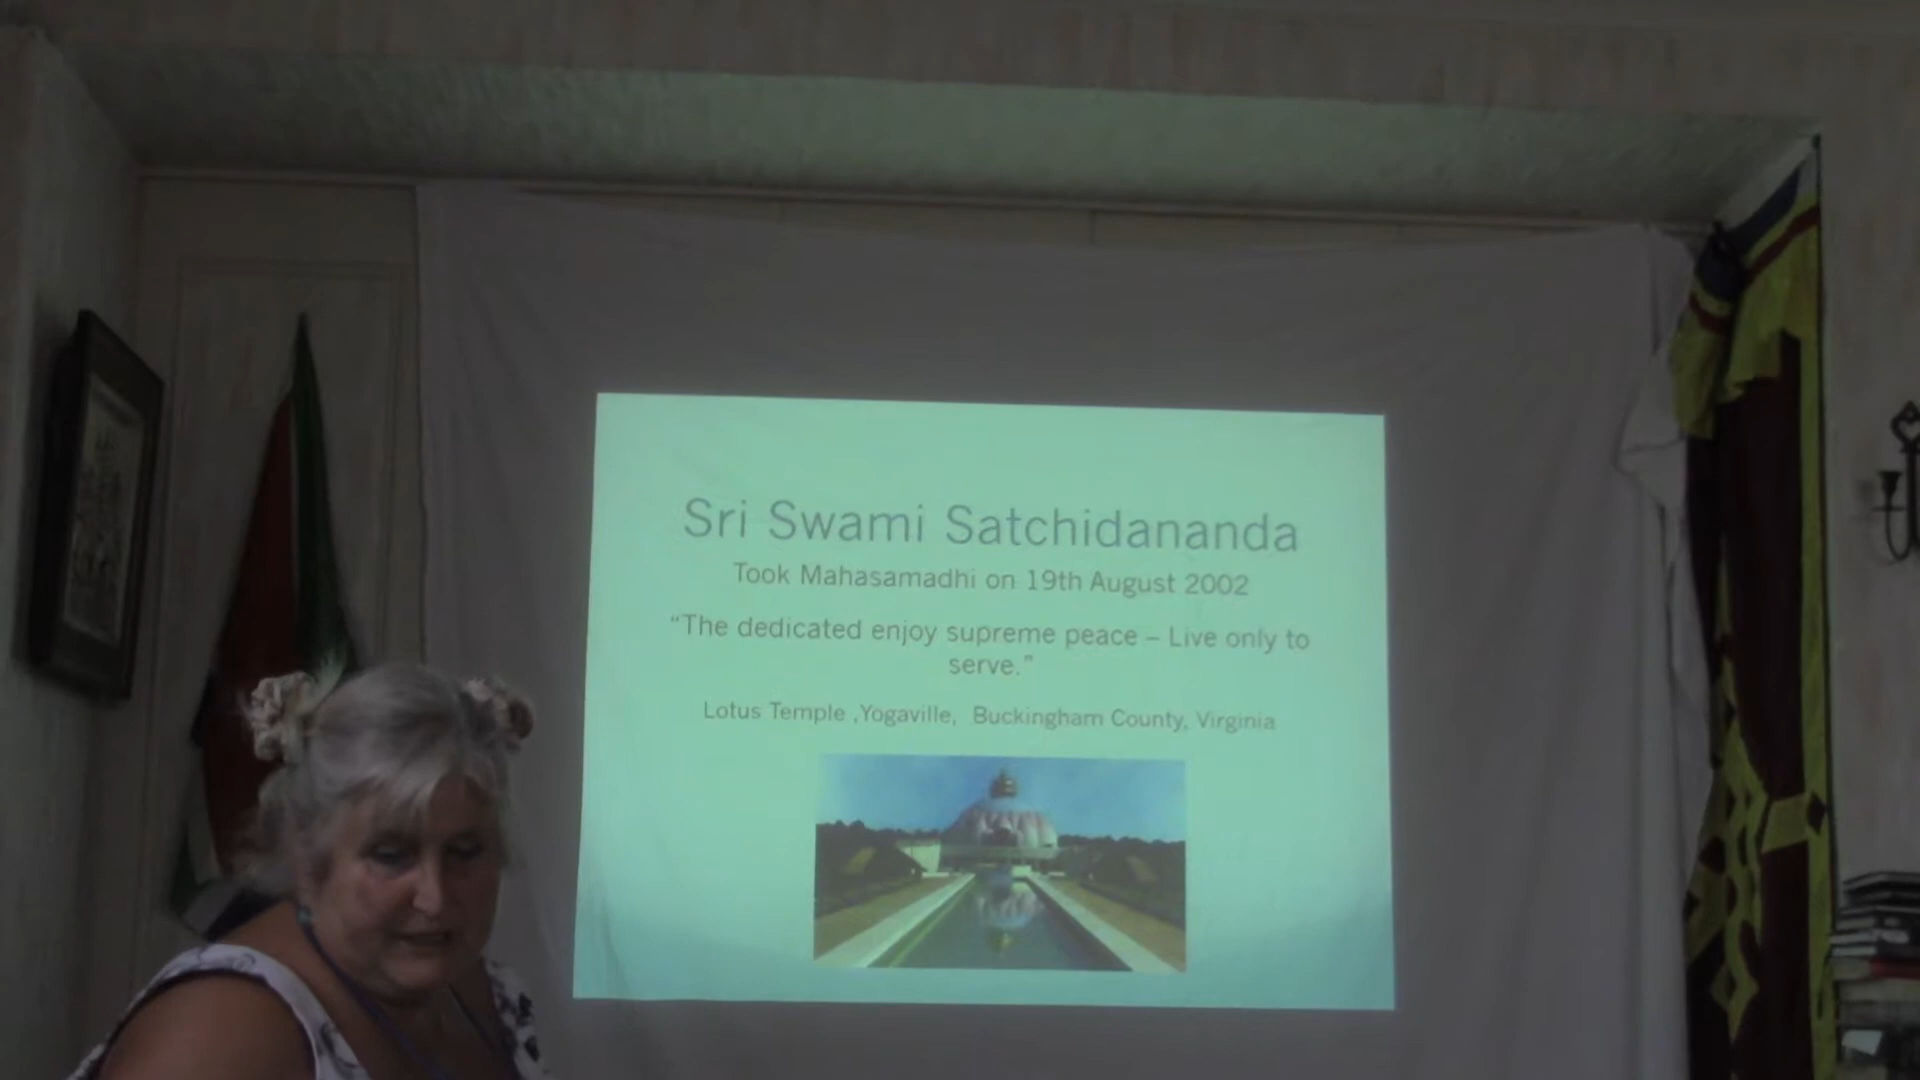 Sri Swami Satchidananda
Took Mahasamadhi on 19th August 2002
“The dedicated enjoy supreme peace – Live only to
serve.”
Lotus Temple ,Yogaville, Buckingham County, Virginia